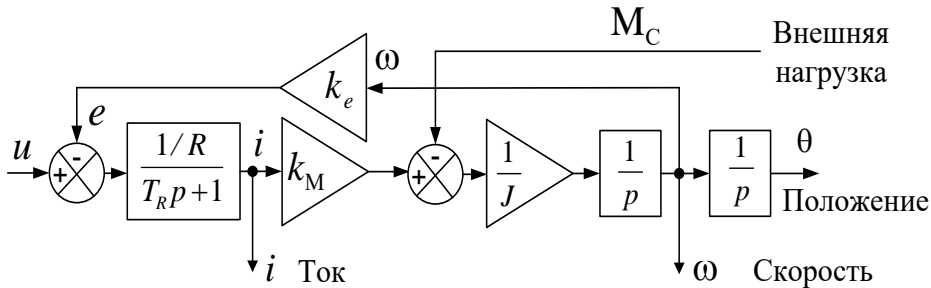 M_C
Внешняя
нагрузка
ω
k_e
e
-
u
+
1/R
T_R p+1
i
k_M
-
+
1
J
1
p
1
p
θ
Положение
i Ток
ω Скорость